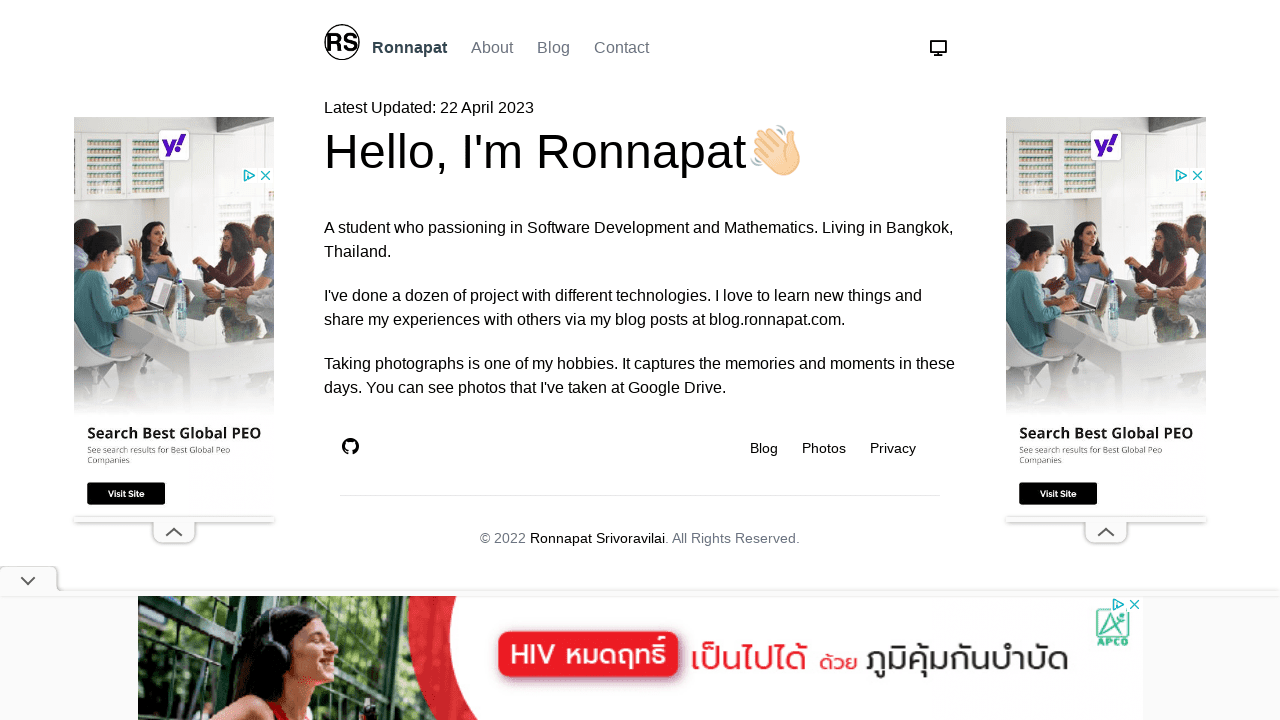 RS Ronnapat About Blog Contact
Latest Updated: 22 April 2023
Hello, I'm Ronnapat
A student who passioning in Software Development and Mathematics. Living in Bangkok,
Thailand.
I've done a dozen of project with different technologies. I love to learn new things and
share my experiences with others via my blog posts at blog.ronnapat.com.
Taking photographs is one of my hobbies. It captures the memories and moments in these
days. You can see photos that I've taken at Google Drive.
Blog Photos Privacy
© 2022 Ronnapat Srivoravilai. All Rights Reserved.
y!
Search Best Global PEO
See search results for Best Global Peo
Companies
Visit Site
y!
Search Best Global PEO
See search results for Best Global Peo
Companies
Visit Site
HIV หมดฤทธิ์ เป็นไปได้ ด้วย ภูมิคุ้มกันบำบัด
APCO